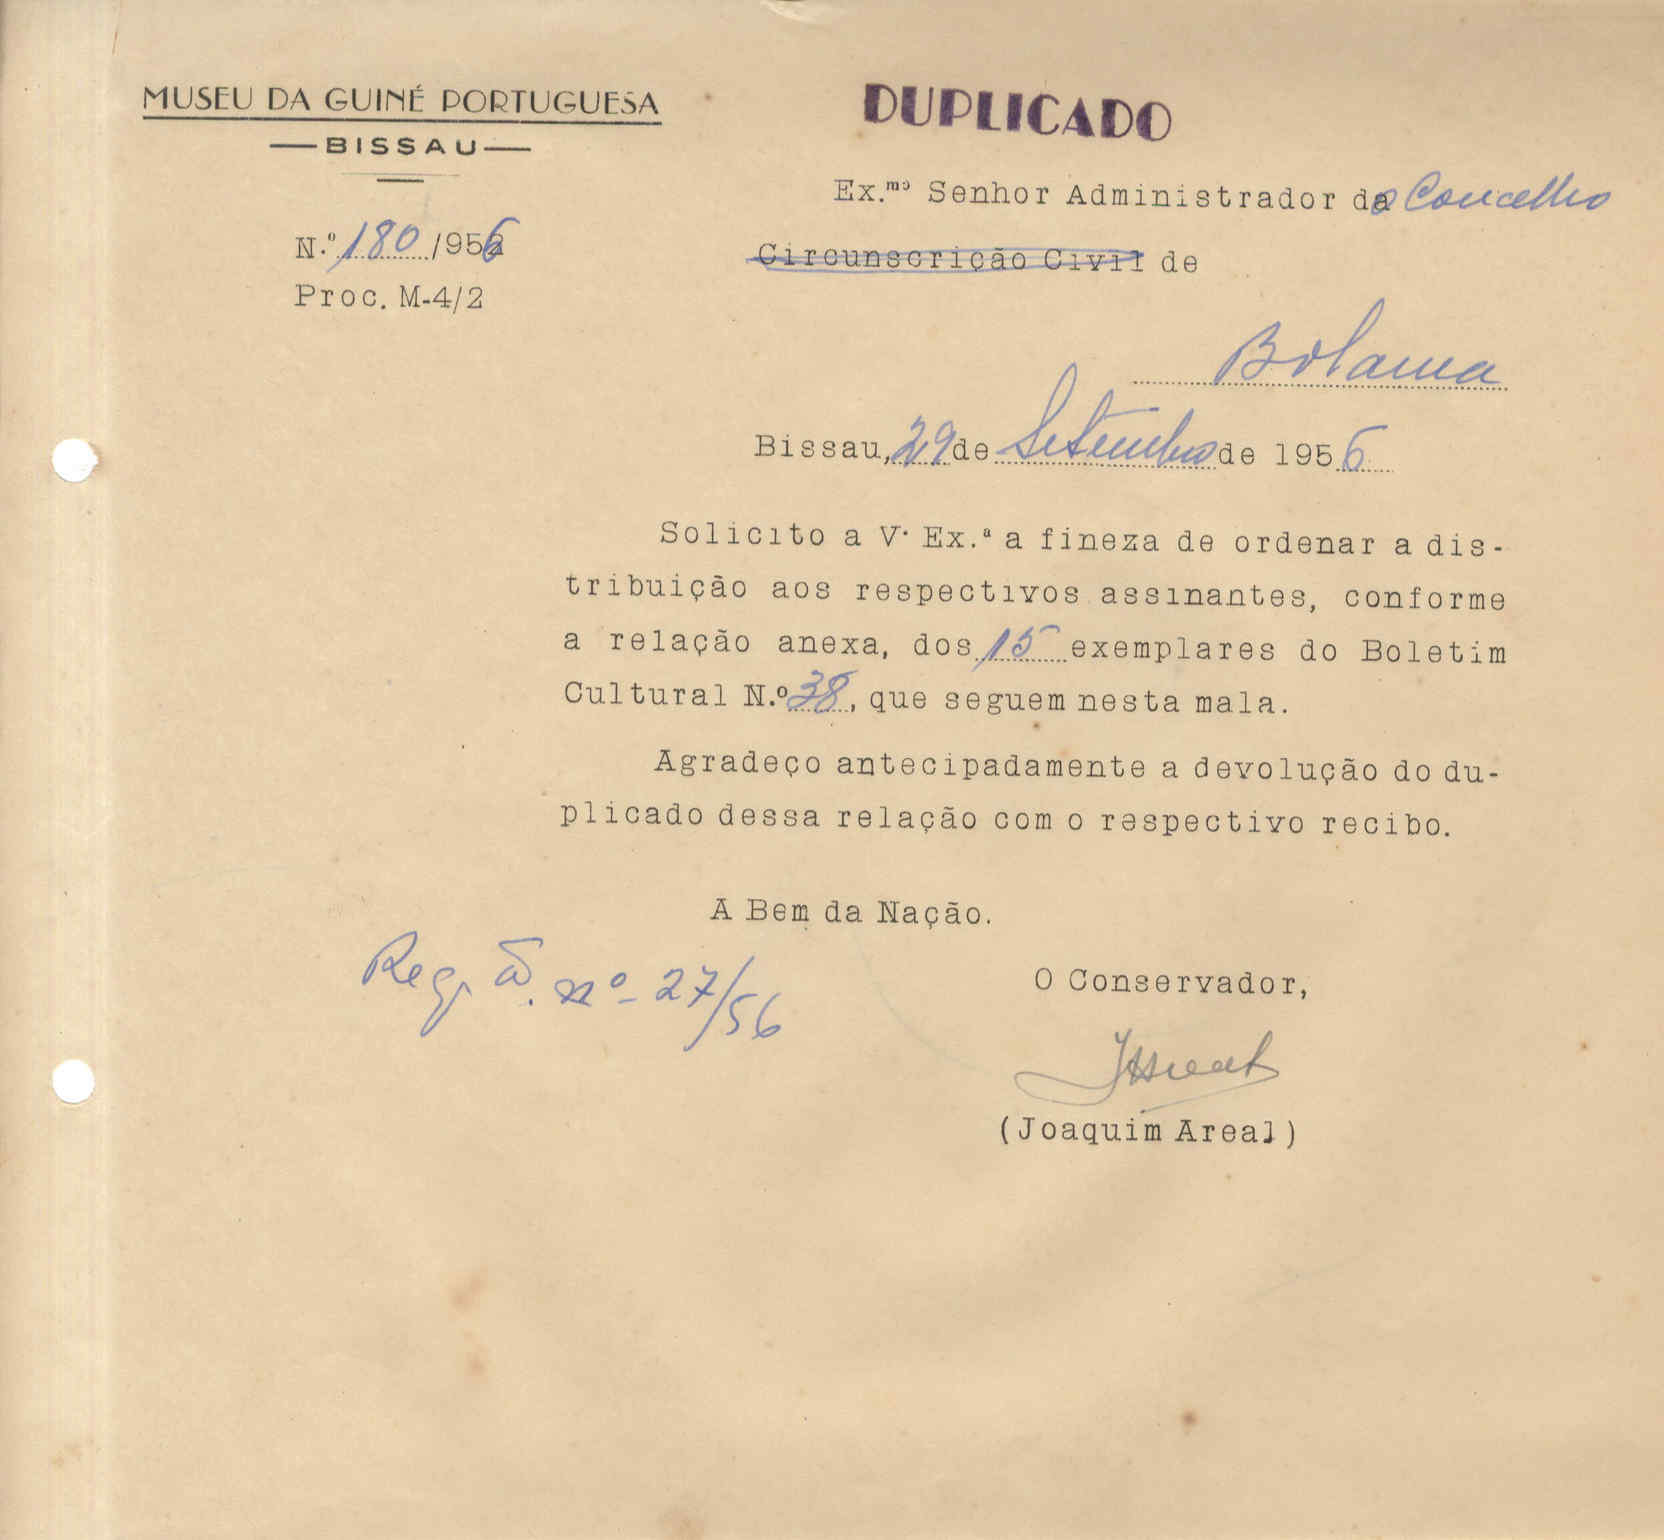 MUSEU DA GUINÉ PORTUGUESA
BISSAU
DUPLICADO
Ex.mo Senhor Administrador do Concelho
Circunscrição Civil de
Bolama
N.º 180/956
Proc. M-4/2
Bissau, 29 de Setembro de 1956
Solicito a V. Ex.ª a fineza de ordenar a dis-
tribuição aos respectivos assinantes, conforme
a relação anexa, dos 15 exemplares do Boletim
Cultural N.º 38, que seguem nesta mala.
Agradeço antecipadamente a devolução do du-
plicado dessa relação com o respectivo recibo.
A Bem da Nação.
nº 27/56
O Conservador,
(Joaquim Areal)